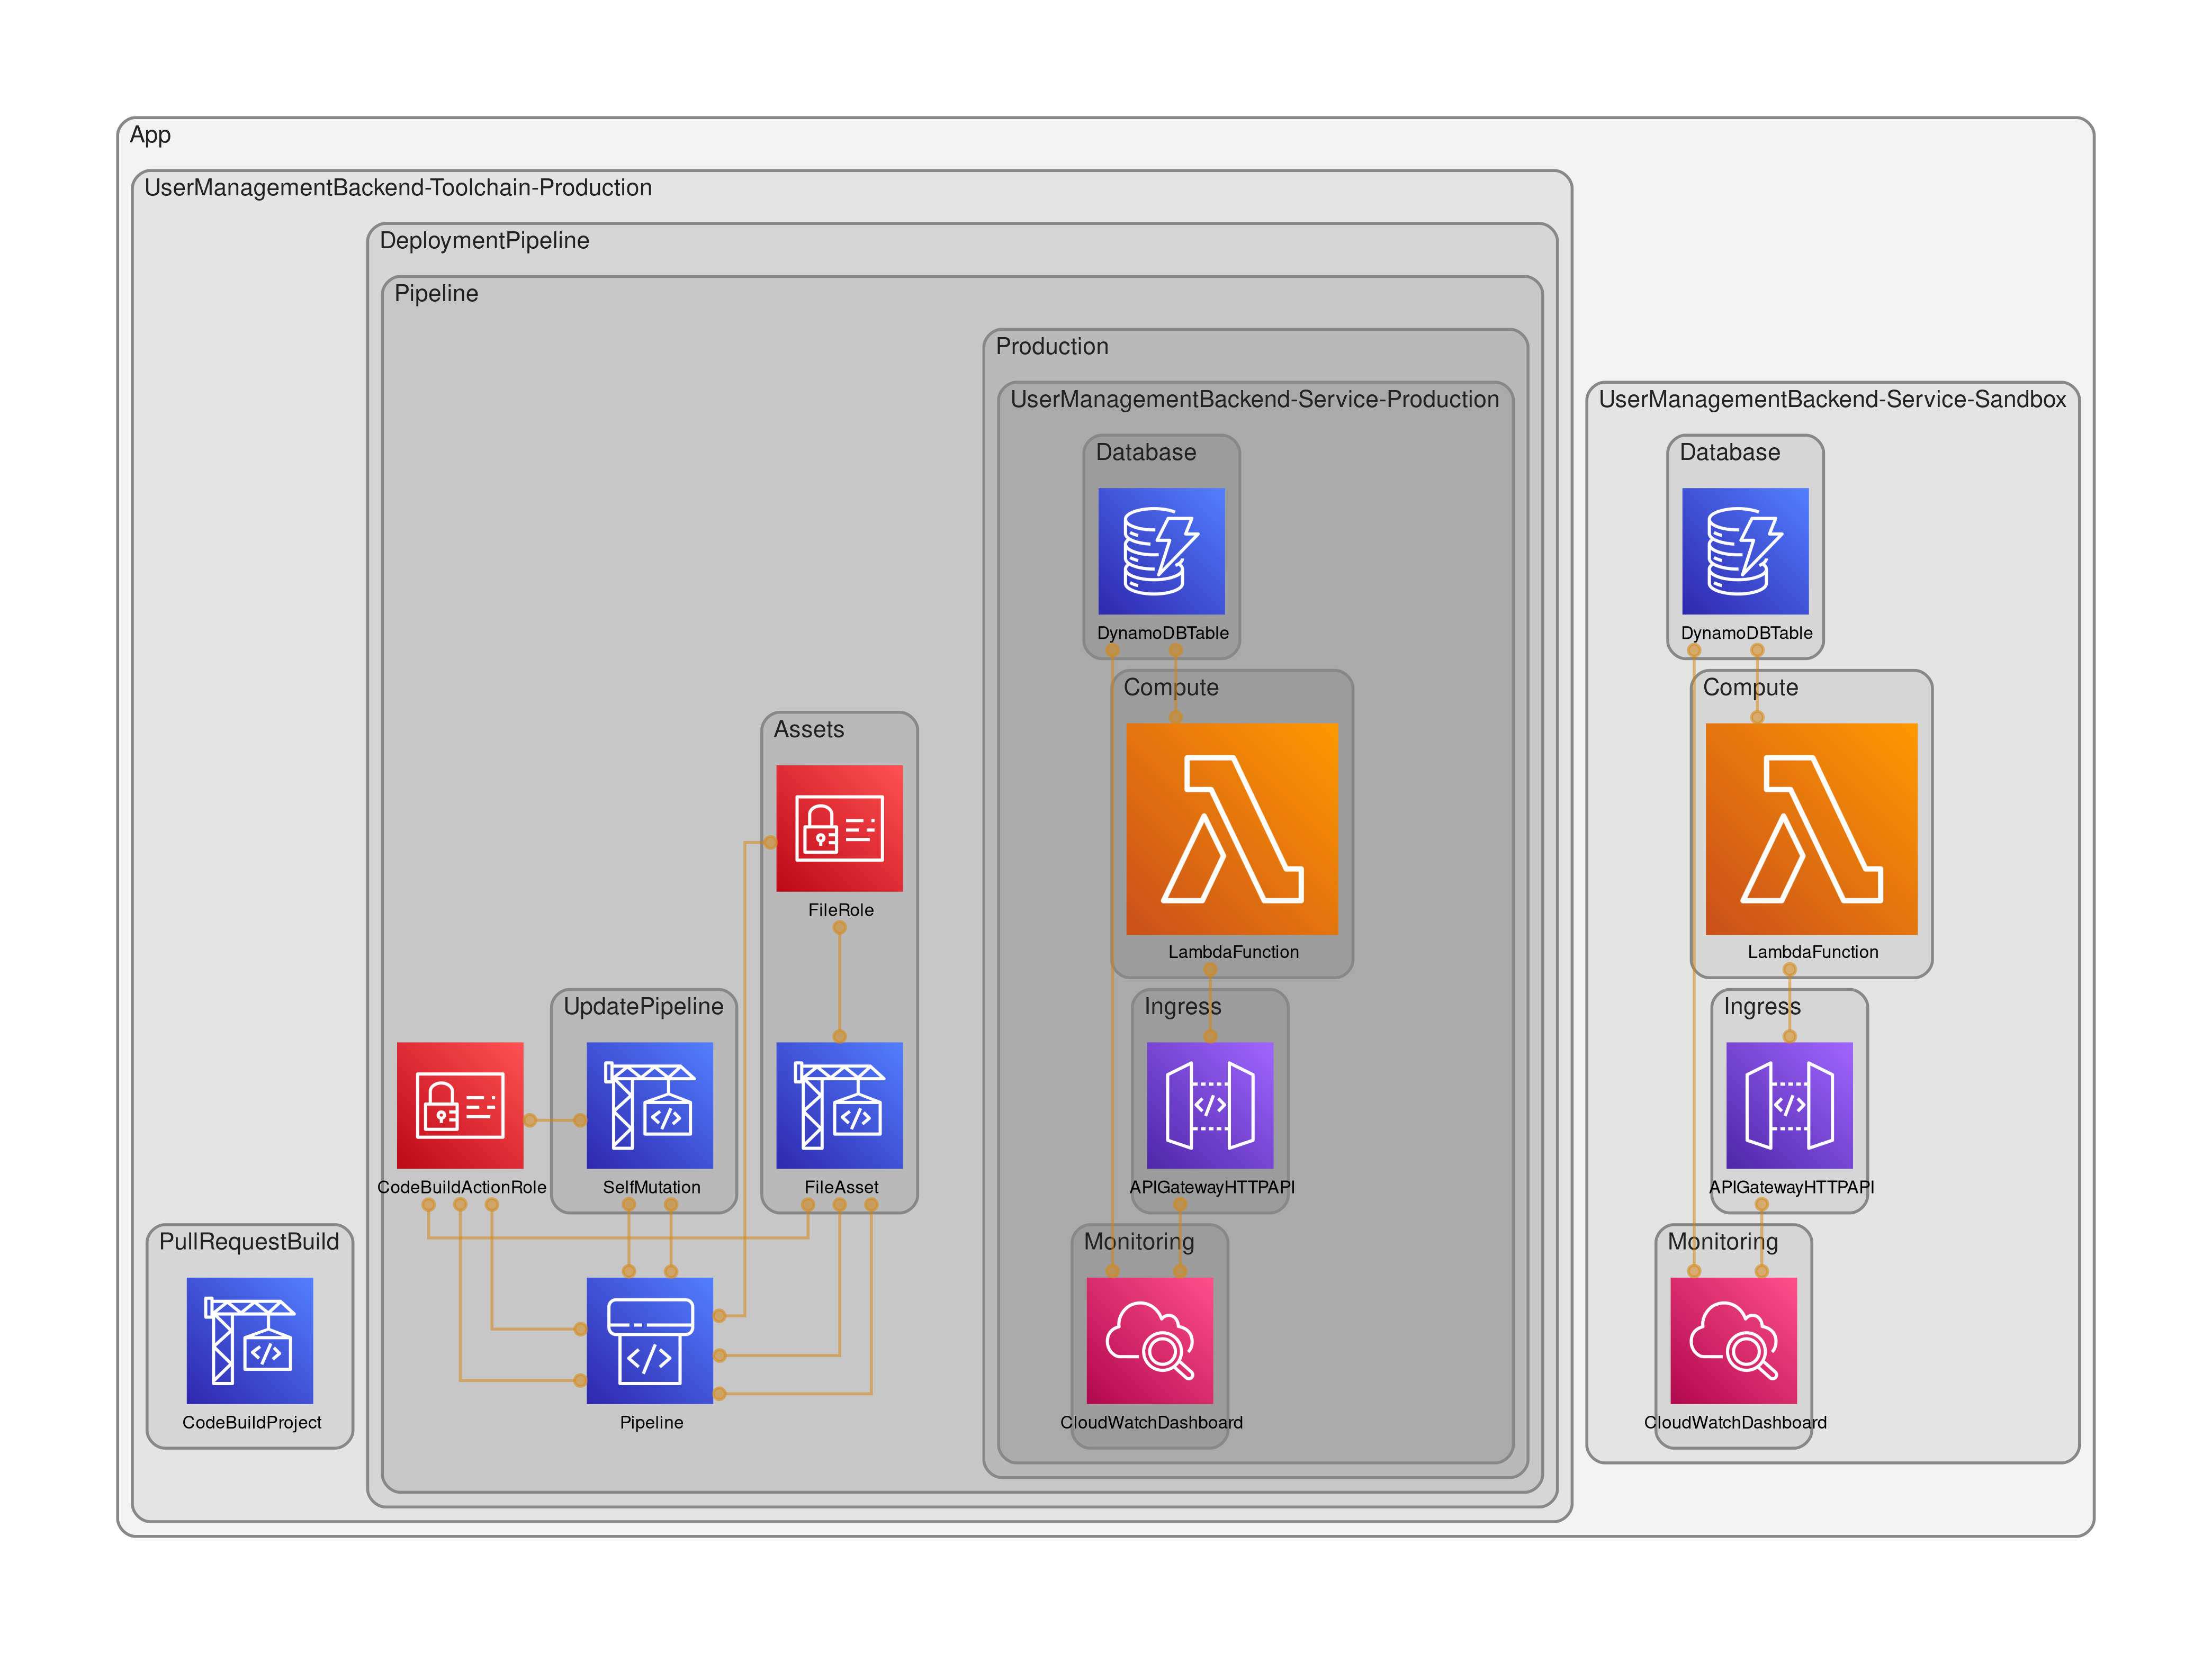 App
UserManagementBackend-Toolchain-Production
DeploymentPipeline
Pipeline
Production
UserManagementBackend-Service-Production
UserManagementBackend-Service-Sandbox
Database
DynamoDBTable
Database
DynamoDBTable
Compute
LambdaFunction
Compute
LambdaFunction
Assets
FileRole
UpdatePipeline
Ingress
Ingress
CodeBuildActionRole
SelfMutation
FileAsset
APIGatewayHTTPAPI
APIGatewayHTTPAPI
PullRequestBuild
Monitoring
Monitoring
CodeBuildProject
Pipeline
CloudWatchDashboard
CloudWatchDashboard